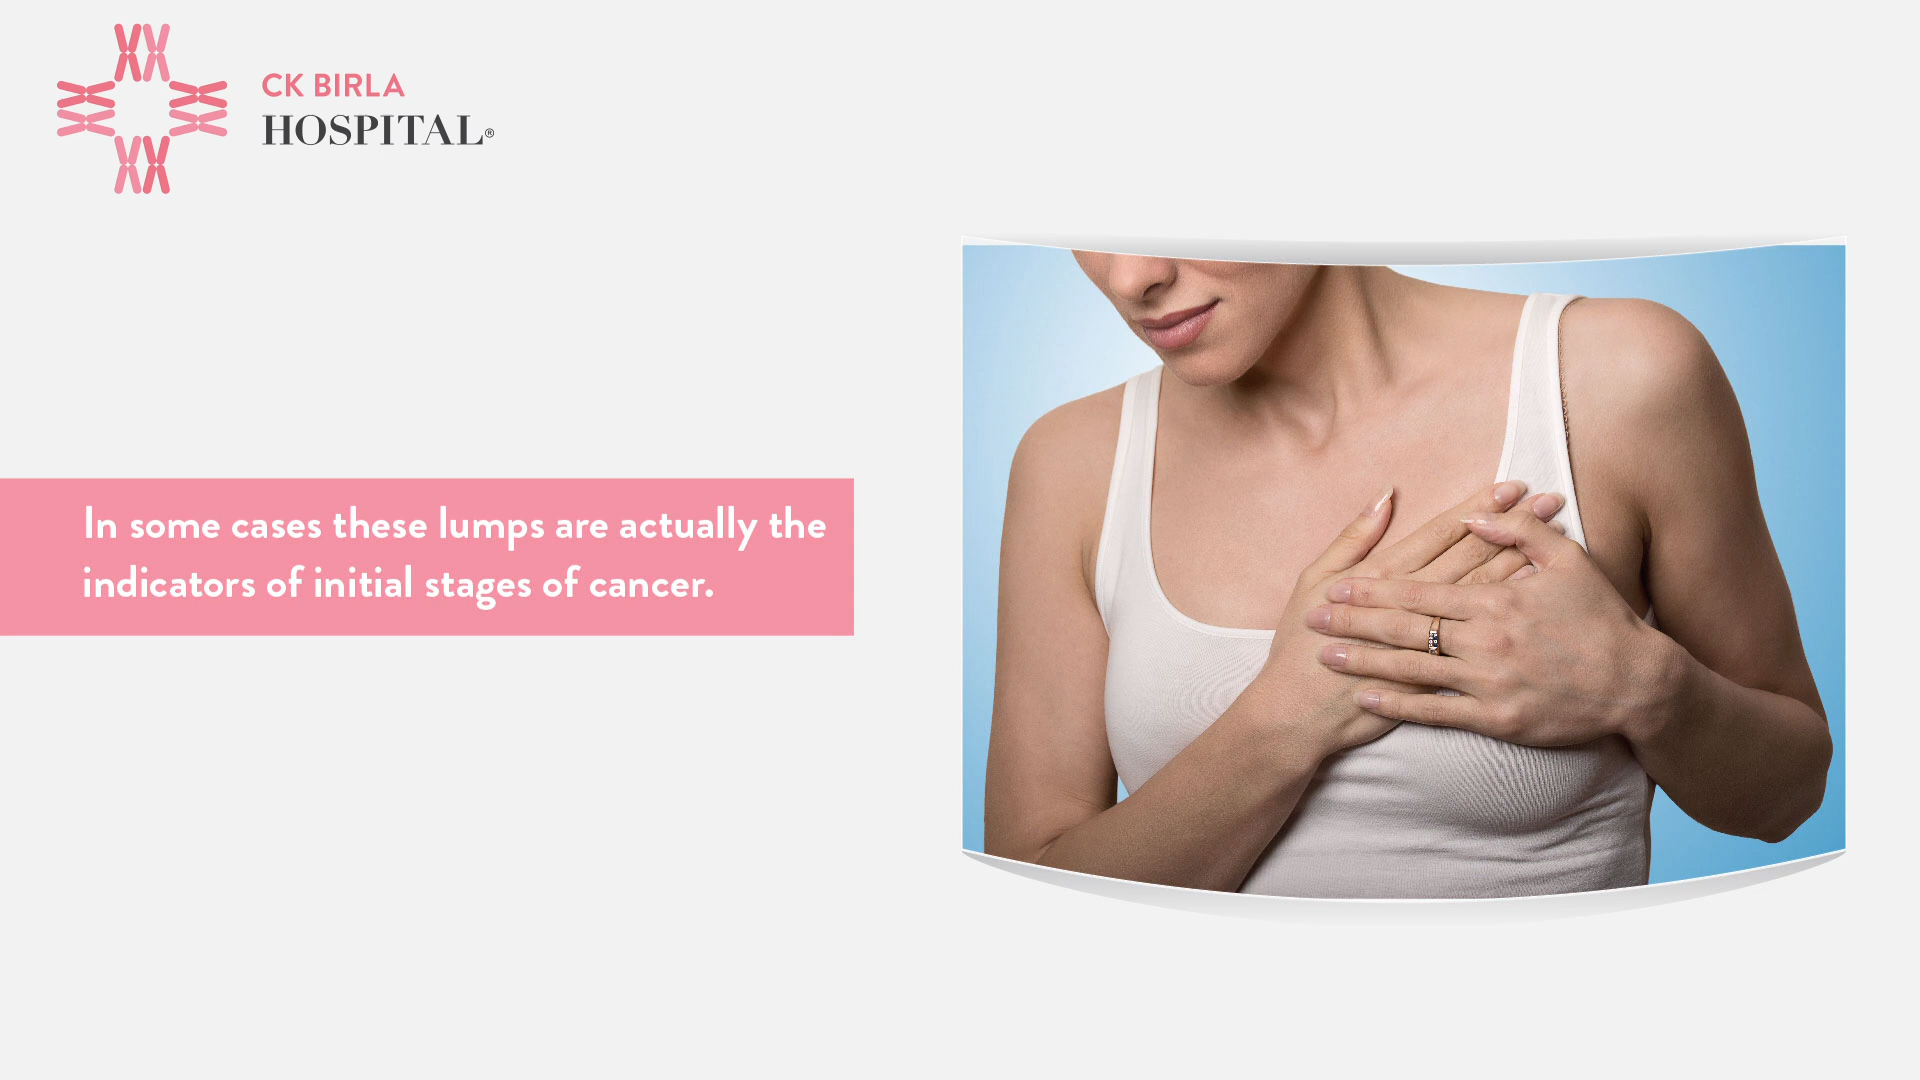 CK BIRLA
HOSPITAL®
In some cases these lumps are actually the
indicators of initial stages of cancer.